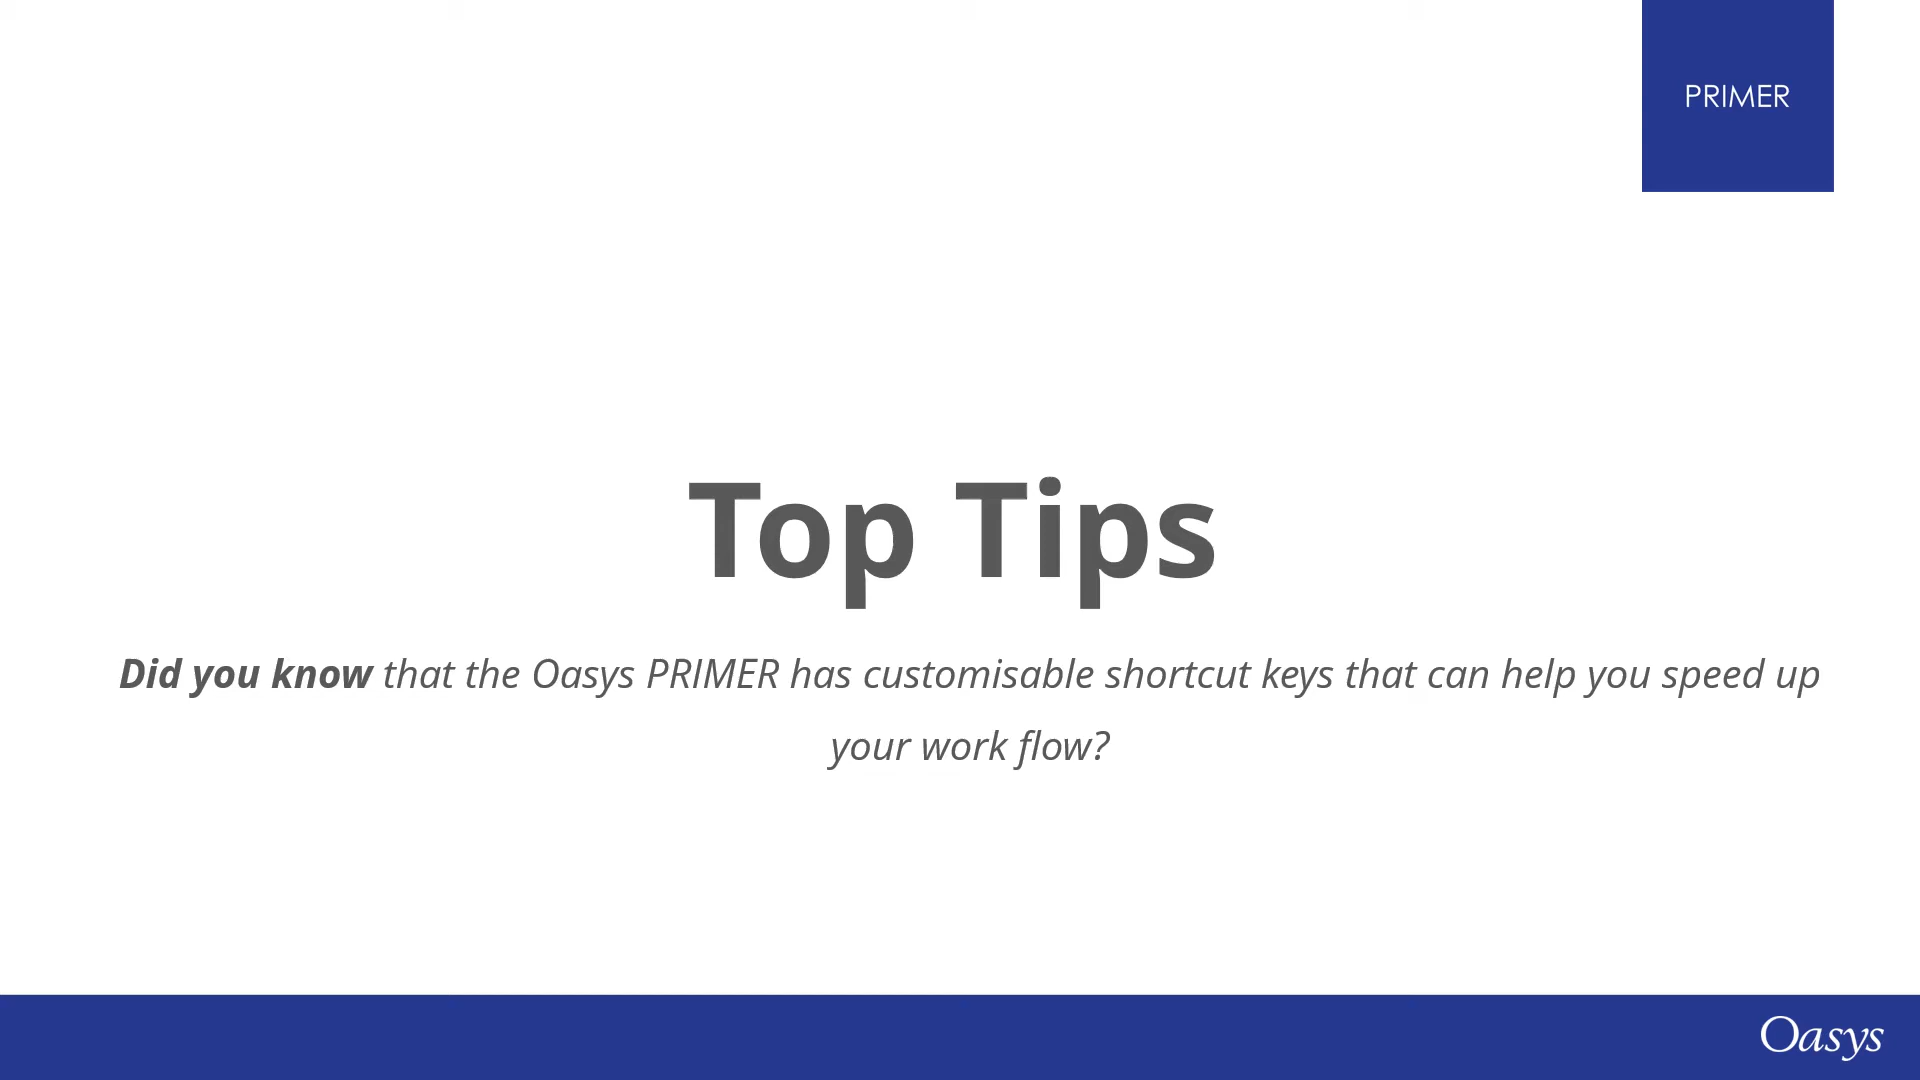 PRIMER
Top Tips
Did you know that the Oasys PRIMER has customisable shortcut keys that can help you speed up
your work flow?
Oasys